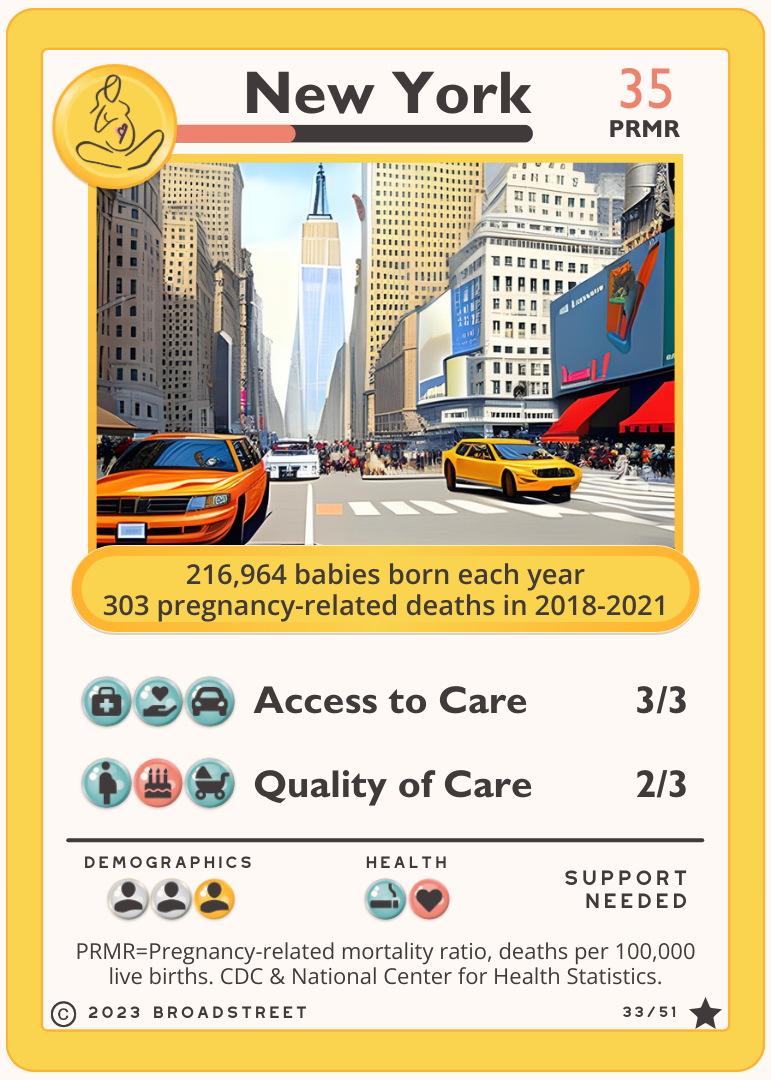 New York
35
PRMR
216,964 babies born each year
303 pregnancy-related deaths in 2018-2021
Access to Care 3/3
Quality of Care 2/3
DEMOGRAPHICS
HEALTH
SUPPORT
NEEDED
PRMR=Pregnancy-related mortality ratio, deaths per 100,000
live births. CDC & National Center for Health Statistics.
© 2023 BROADSTREET
33/51